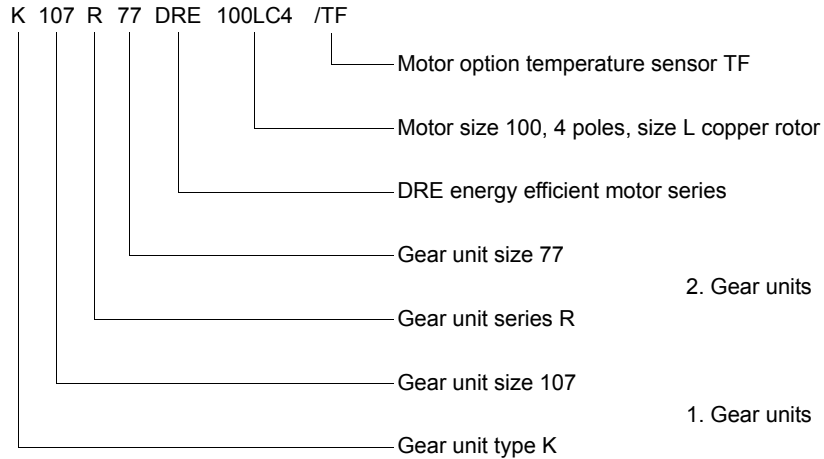 K 107 R 77 DRE 100LC4 /TF
Motor option temperature sensor TF
Motor size 100, 4 poles, size L copper rotor
DRE energy efficient motor series
Gear unit size 77
2. Gear units
Gear unit series R
Gear unit size 107
1. Gear units
Gear unit type K